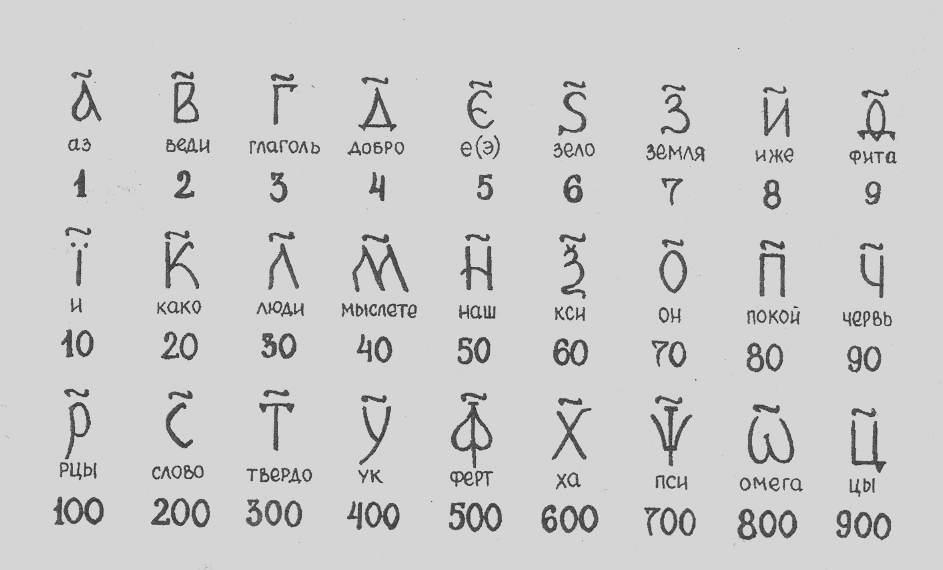 а҃ в҃ г҃ д҃ є҃ ѕ҃ з҃ и҃ ѳ҃
аз веди глаголь добро е(э) зело земля иже фита
1 2 3 4 5 6 7 8 9
ї҃ к҃ л҃ м҃ н҃ ѯ҃ о҃ п҃ ч҃
и како люди мыслете наш кси он покой червь
10 20 30 40 50 60 70 80 90
р҃ с҃ т҃ у҃ ф҃ х҃ ѱ҃ ѡ҃ ц҃
рцы слово твердо ук ферт ха пси омега цы
100 200 300 400 500 600 700 800 900